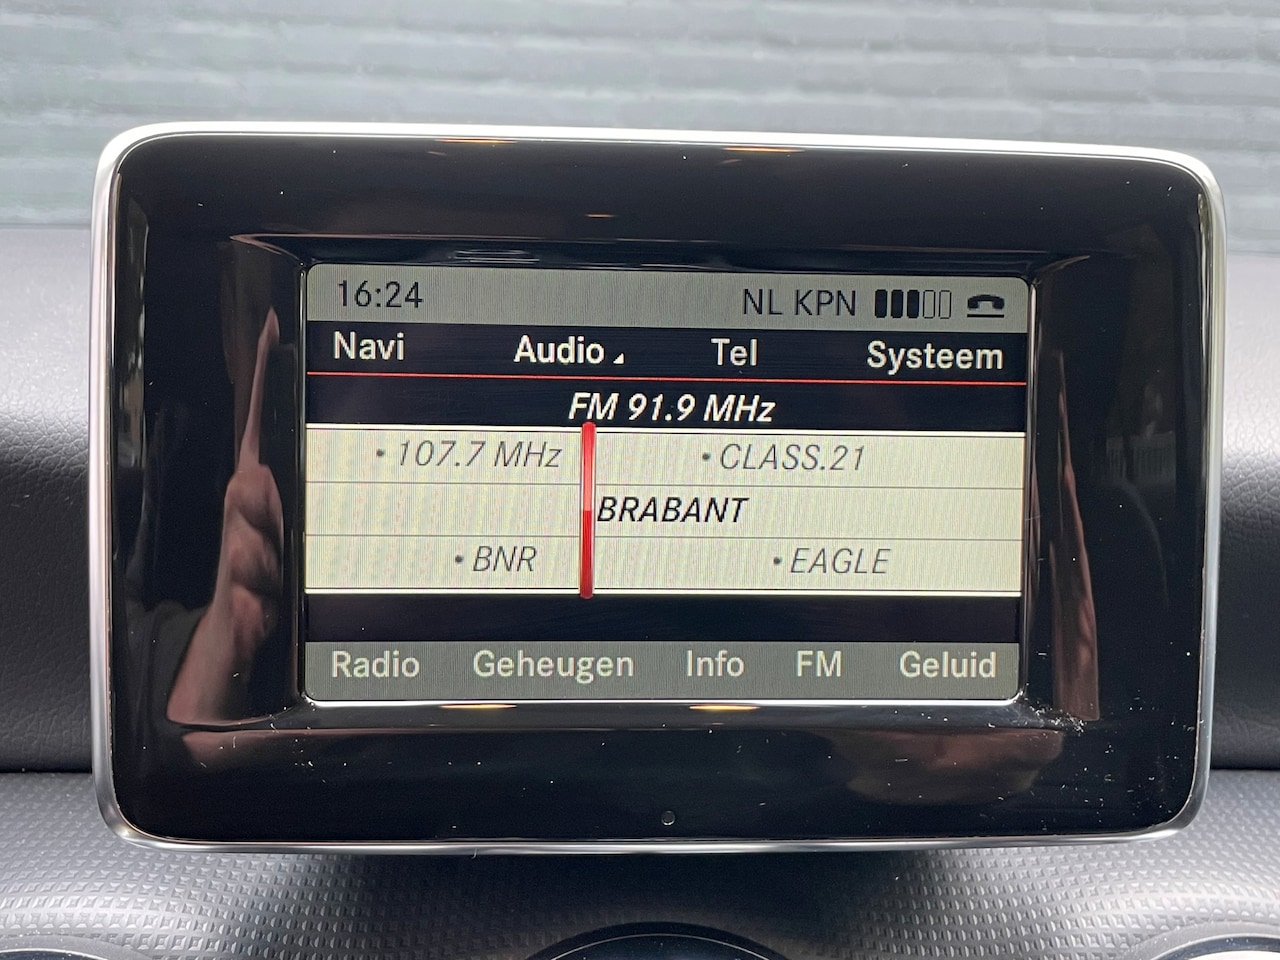 16:24 NL KPN
Navi Audio Tel Systeem
FM 91.9 MHz
• 107.7 MHz • CLASS.21
BRABANT
• BNR • EAGLE
Radio Geheugen Info FM Geluid